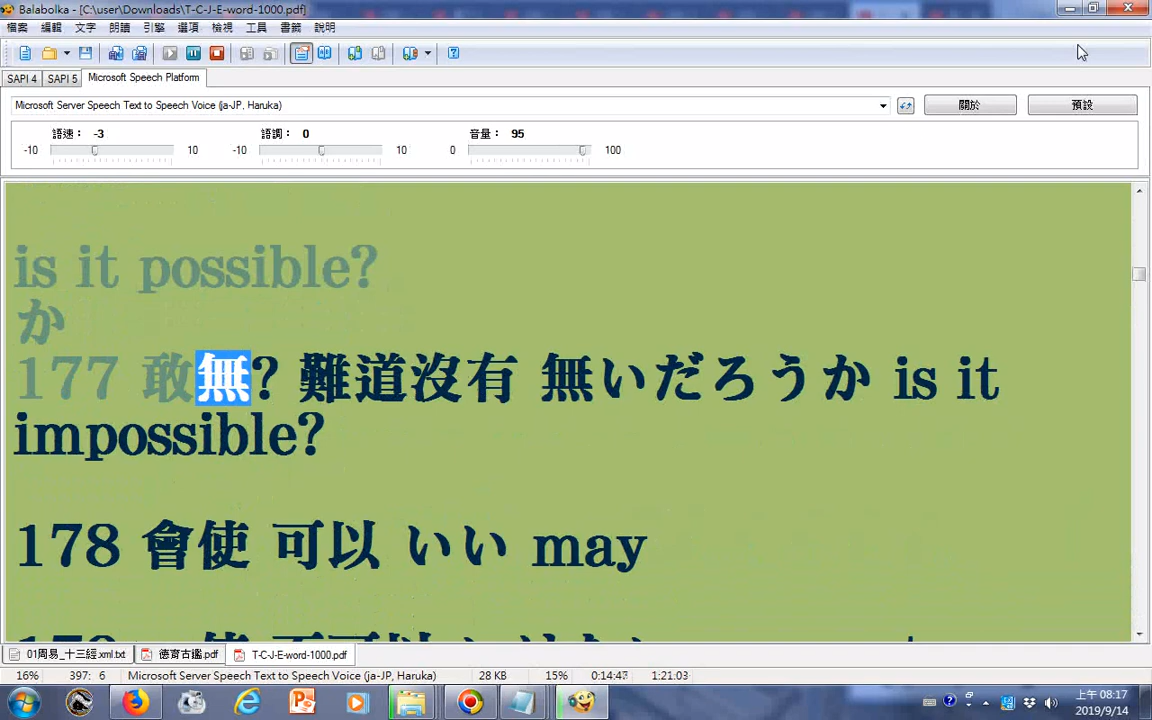 Balabolka - [C:\user\Downloads\T-C-J-E-word-1000.pdf]
檔案 編輯 文字 朗讀 引擎 選項 檢視 工具 書籤 說明
SAPI 4 SAPI 5 Microsoft Speech Platform
Microsoft Server Speech Text to Speech Voice (ja-JP, Haruka) 關於 預設
語速： -3 語調： 0 音量： 95
-10 10 -10 10 0 100
is it possible?
か
177 敢無? 難道沒有 無いだろうか is it
impossible?
178 會使 可以 いい may
01周易_十三經.xml.txt 德育古鑑.pdf T-C-J-E-word-1000.pdf
16% 397: 6 Microsoft Server Speech Text to Speech Voice (ja-JP, Haruka) 28 KB 15% 0:14:47 1:21:03
上午 08:17
2019/9/14